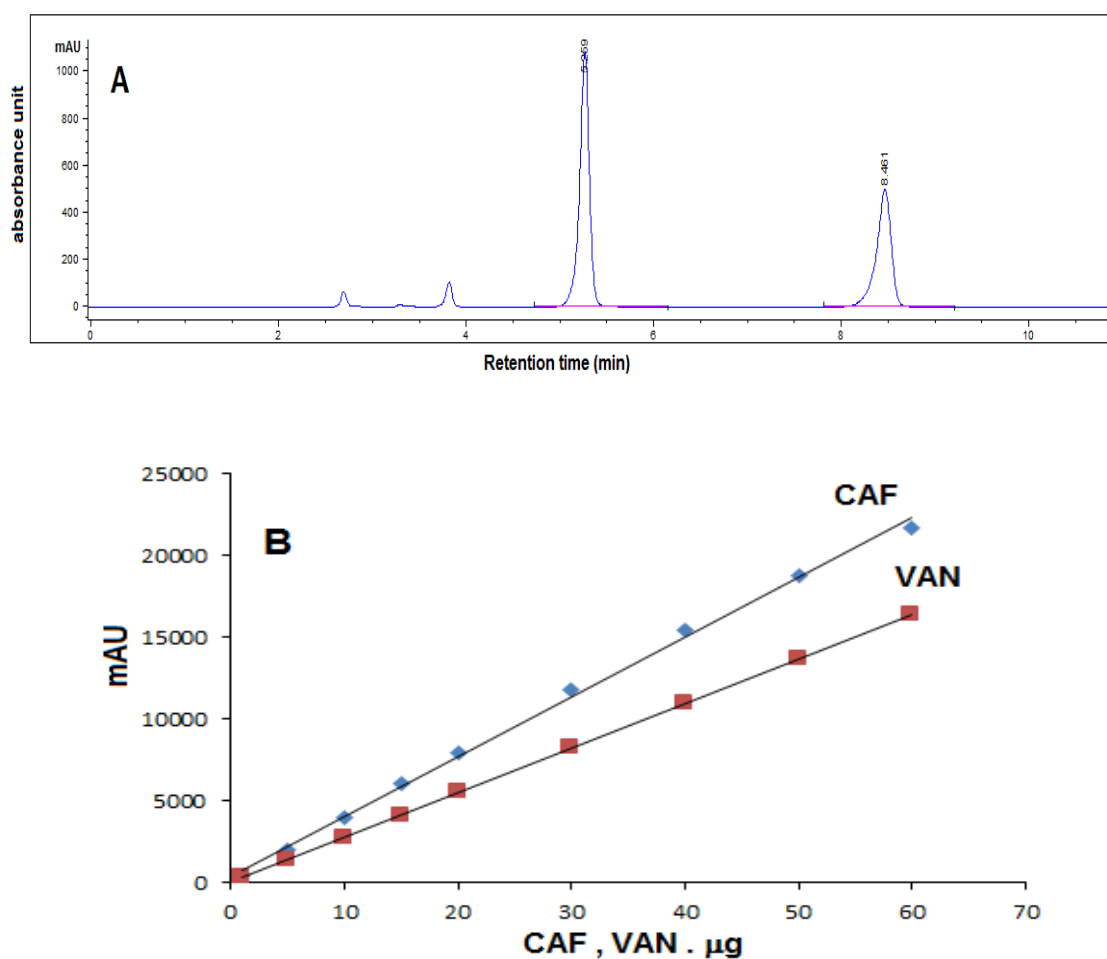 mAU
1000
800
600
400
200
0
A
5.259
8.461
absorbance unit
0
2
4
6
8
10
Retention time (min)
25000
20000
15000
10000
5000
0
B
CAF
VAN
mAU
0 10 20 30 40 50 60 70
CAF , VAN . μg